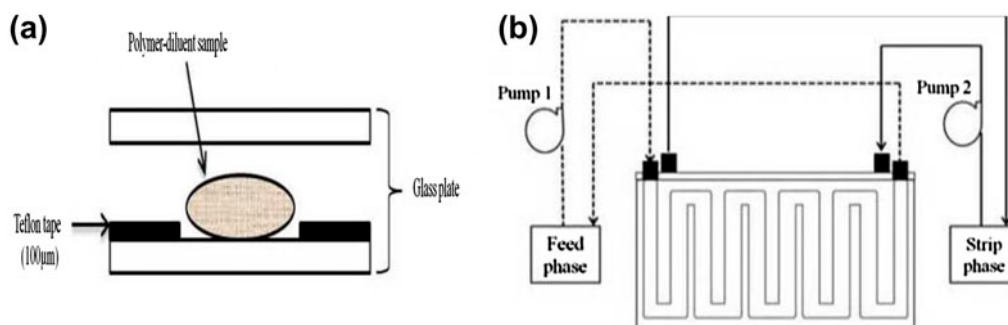 (a)
Polymer-diluent sample
Glass plate
Teflon tape
(100µm)
(b)
Pump 1
Pump 2
Feed
phase
Strip
phase